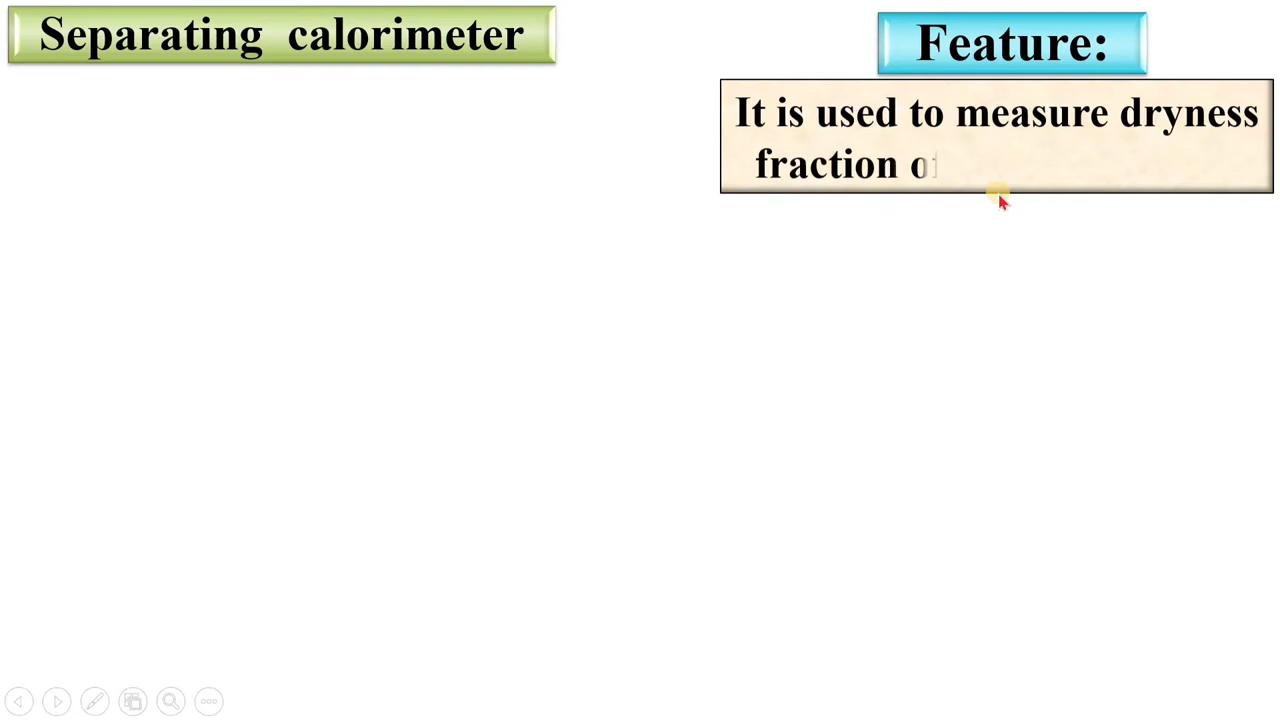 Separating calorimeter
Feature:
It is used to measure dryness
fraction